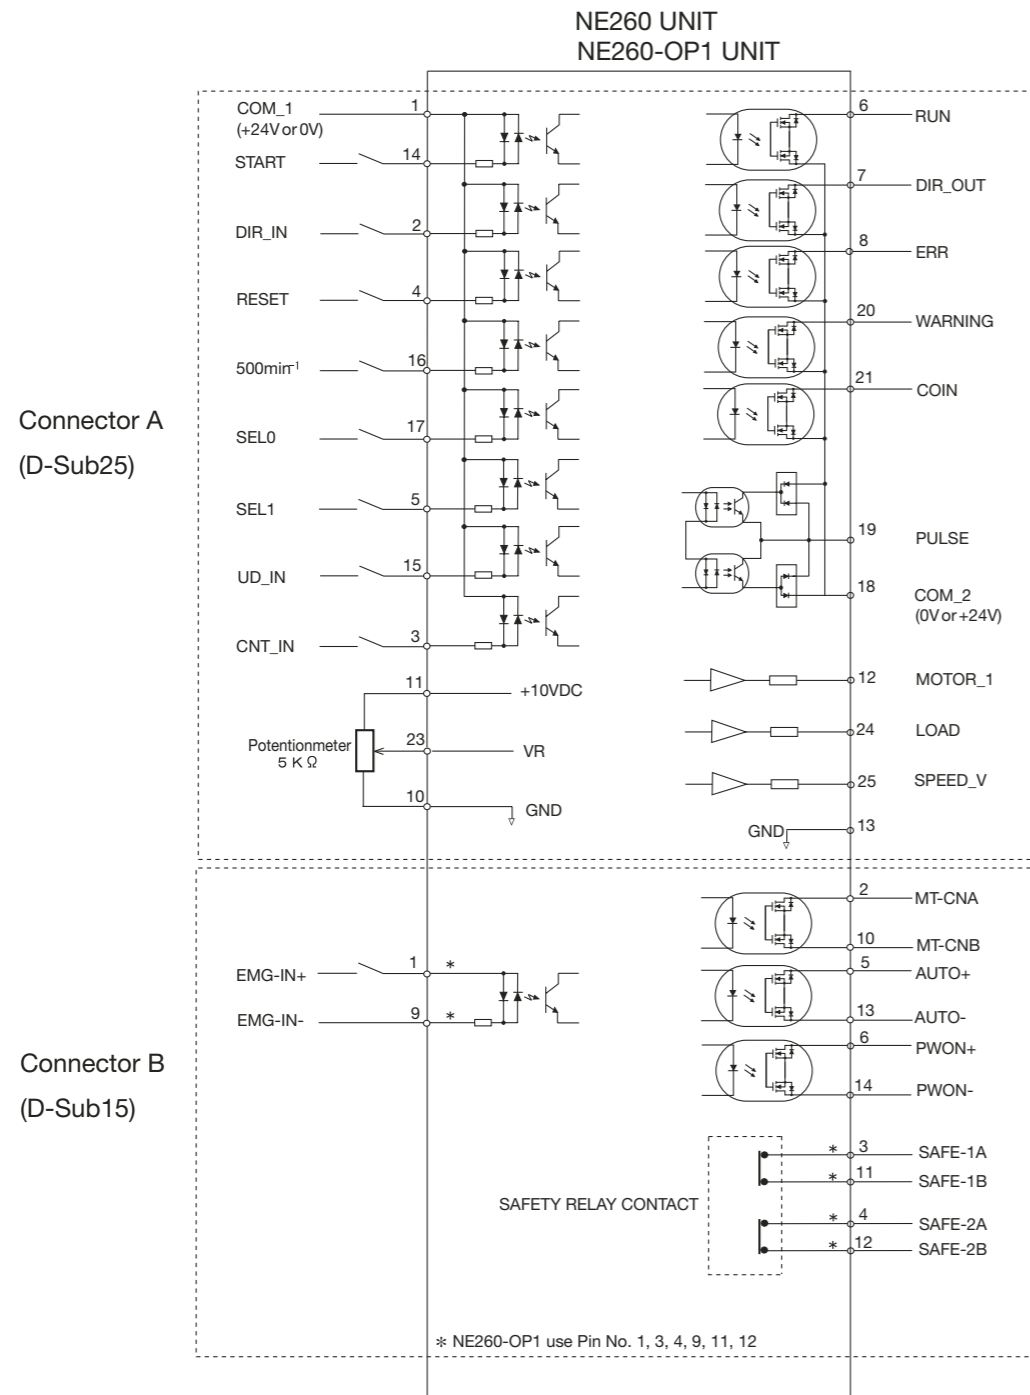 NE260 UNIT
NE260-OP1 UNIT
Connector A
(D-Sub25)
COM_1
(+24V or 0V)
1
START
14
DIR_IN
2
RESET
4
500min⁻¹
16
SEL0
17
SEL1
5
UD_IN
15
CNT_IN
3
11
+10VDC
Potentionmeter
5 K Ω
23
VR
10
GND
6
RUN
7
DIR_OUT
8
ERR
20
WARNING
21
COIN
19
PULSE
18
COM_2
(0V or +24V)
12
MOTOR_1
24
LOAD
25
SPEED_V
GND
13
Connector B
(D-Sub15)
EMG-IN+
1
*
EMG-IN-
9
*
2
MT-CNA
10
MT-CNB
5
AUTO+
13
AUTO-
6
PWON+
14
PWON-
SAFETY RELAY CONTACT
* 3
SAFE-1A
* 11
SAFE-1B
* 4
SAFE-2A
* 12
SAFE-2B
* NE260-OP1 use Pin No. 1, 3, 4, 9, 11, 12